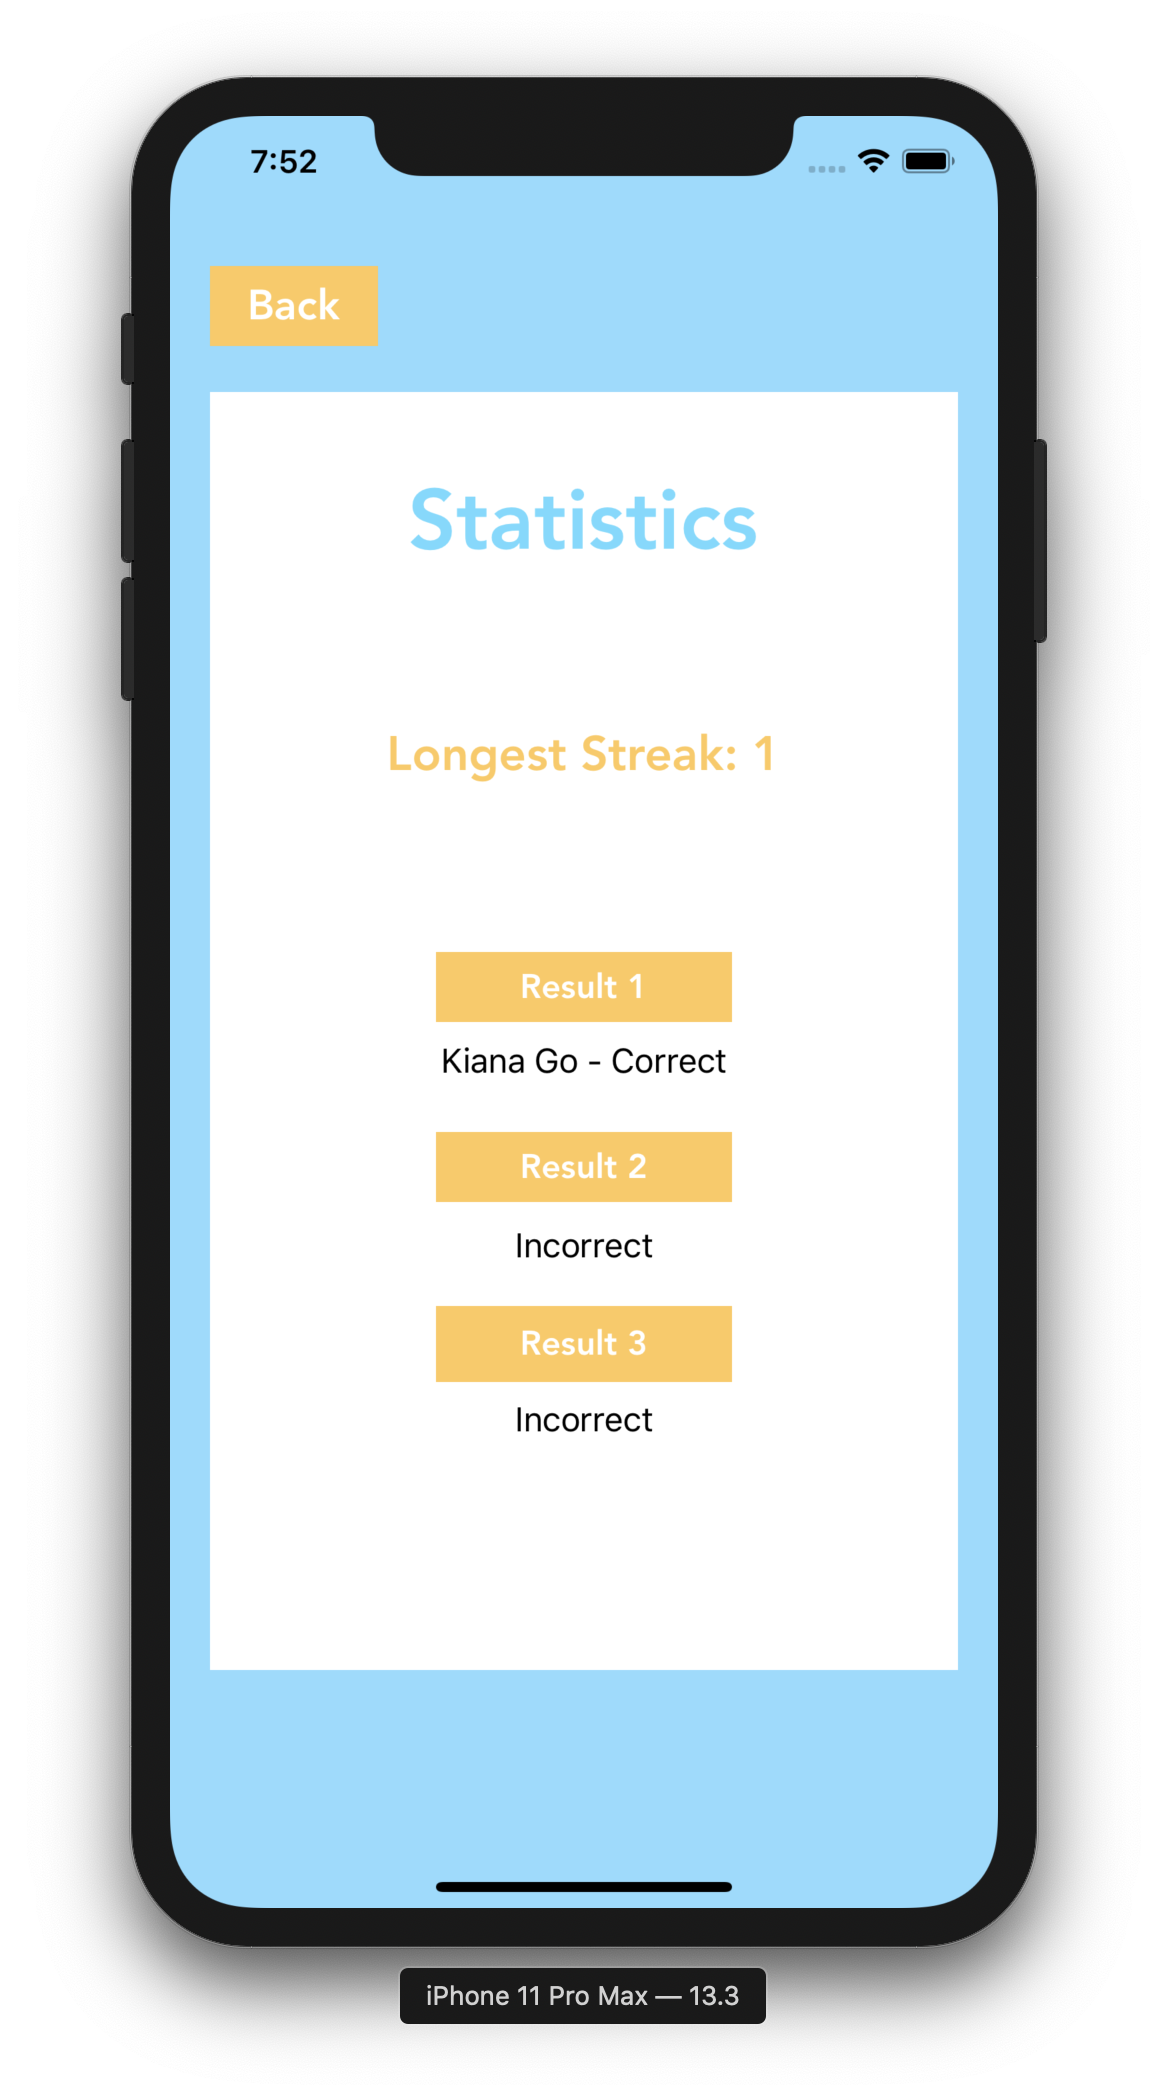 7:52
Back
Statistics
Longest Streak: 1
Result 1
Kiana Go - Correct
Result 2
Incorrect
Result 3
Incorrect
iPhone 11 Pro Max — 13.3